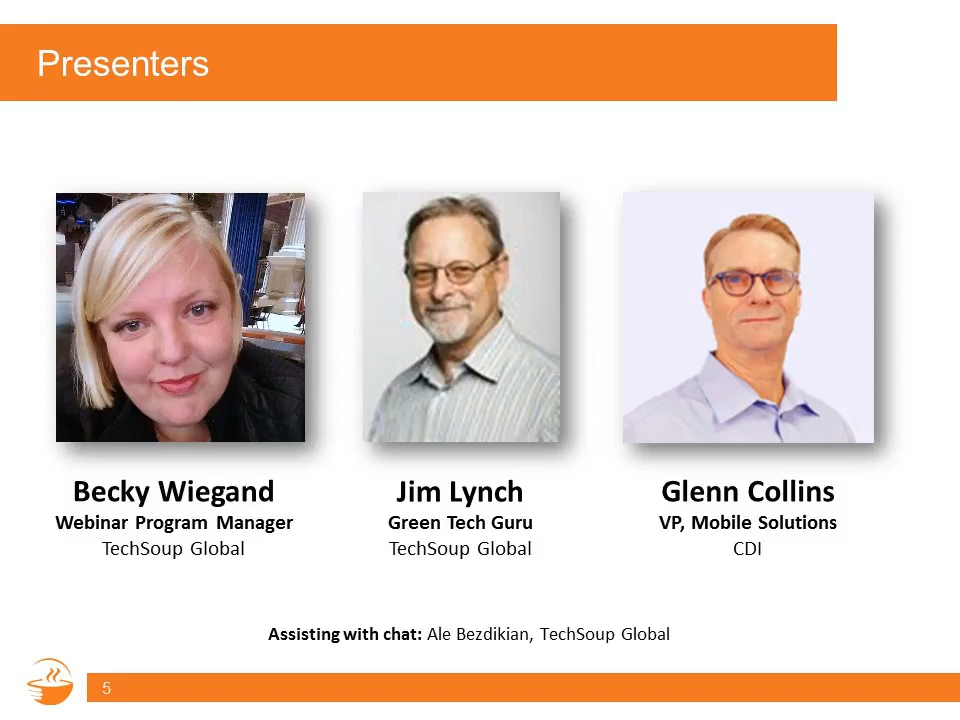 Presenters
Becky Wiegand
Webinar Program Manager
TechSoup Global
Jim Lynch
Green Tech Guru
TechSoup Global
Glenn Collins
VP, Mobile Solutions
CDI
Assisting with chat: Ale Bezdikian, TechSoup Global
5